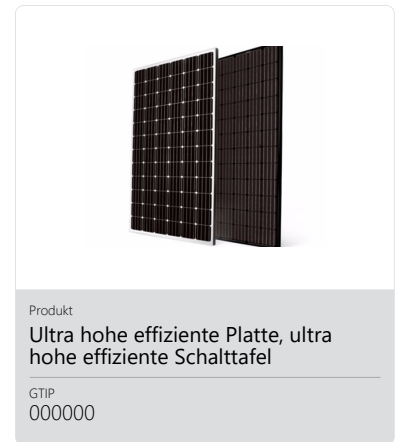 Produkt
Ultra hohe effiziente Platte, ultra
hohe effiziente Schalttafel
GTIP
000000